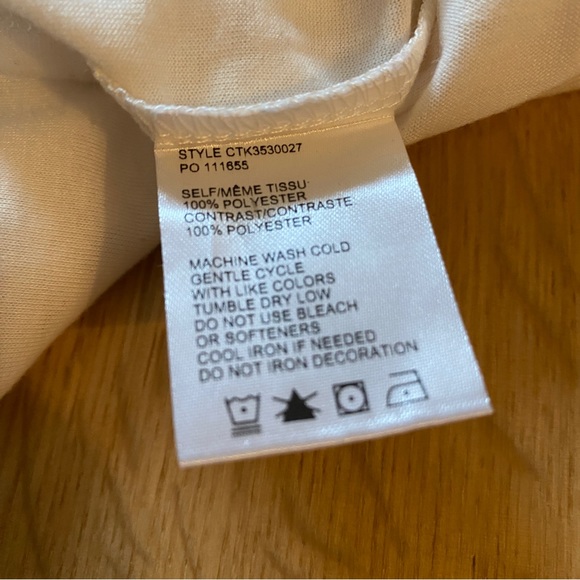 STYLE CTK3530027
PO 111655
SELF/MÊME TISSU
100% POLYESTER
CONTRAST/CONTRASTE
100% POLYESTER
MACHINE WASH COLD
GENTLE CYCLE
WITH LIKE COLORS
TUMBLE DRY LOW
DO NOT USE BLEACH
OR SOFTENERS
COOL IRON IF NEEDED
DO NOT IRON DECORATION